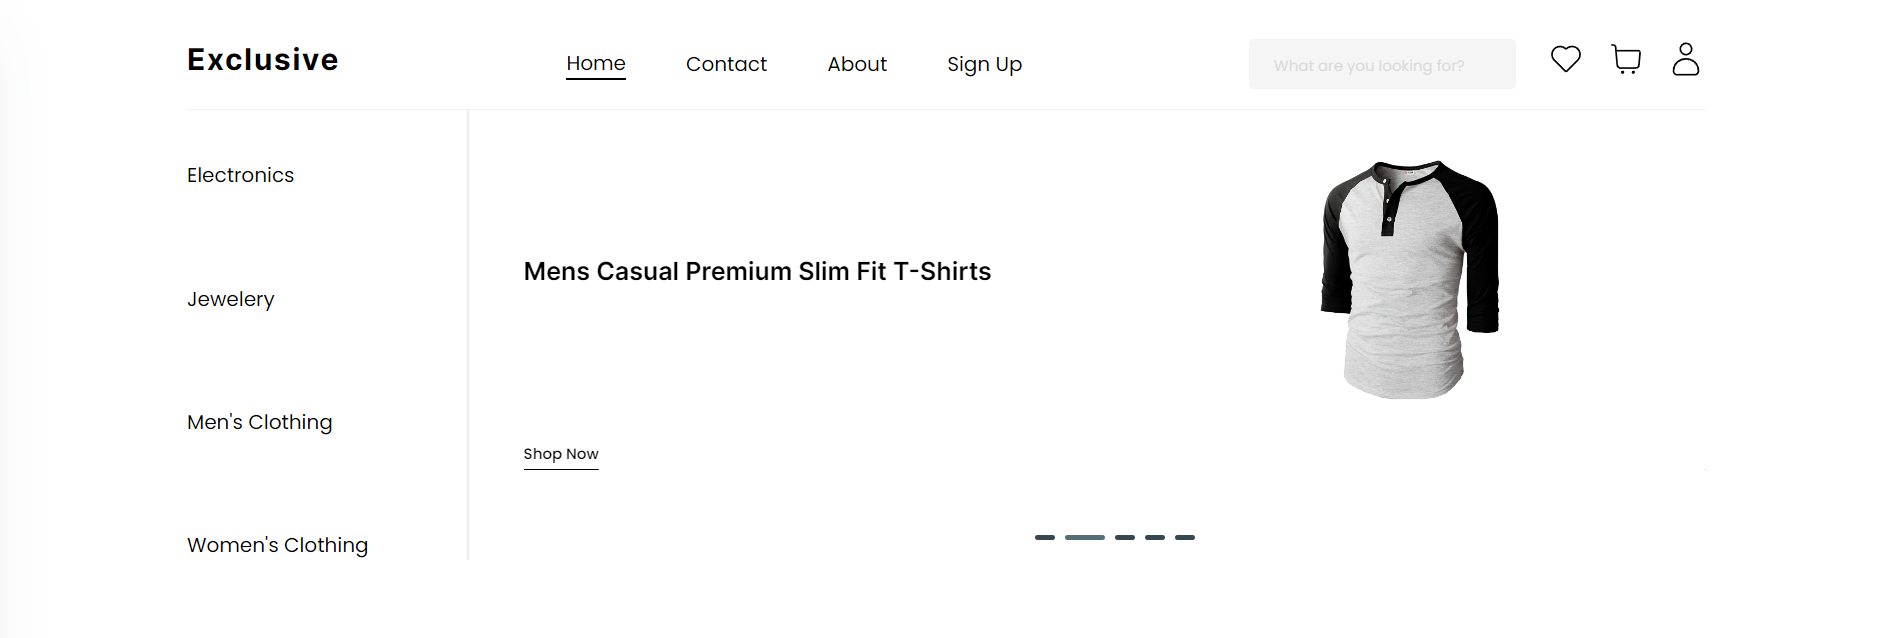 Exclusive
Home Contact About Sign Up
What are you looking for?
Electronics
Jewelery
Men's Clothing
Women's Clothing
Mens Casual Premium Slim Fit T-Shirts
Shop Now